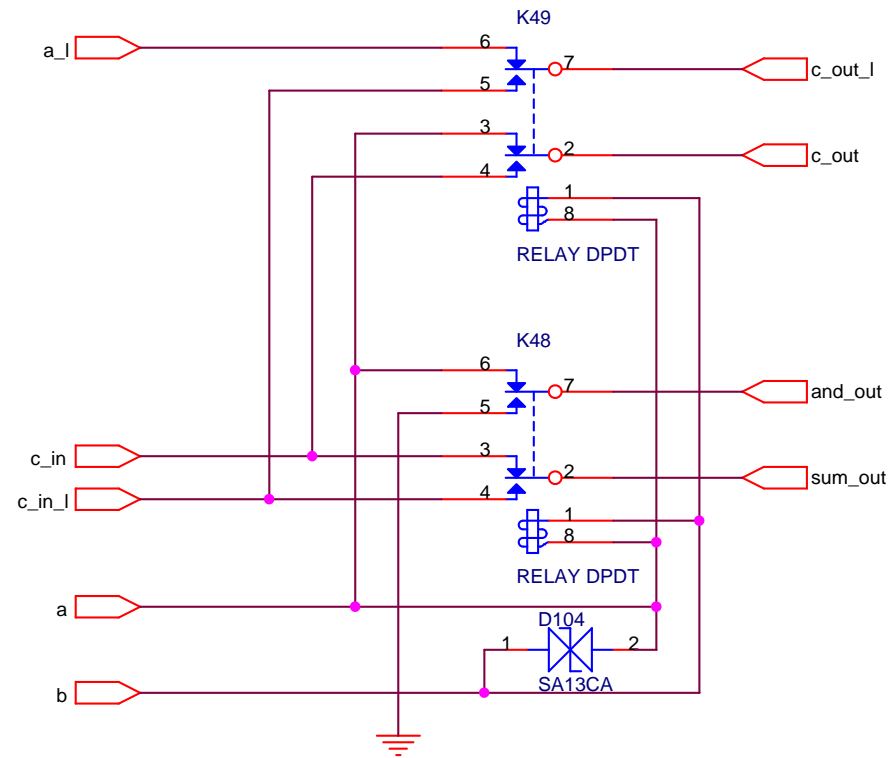 K49
a_l
6
7
c_out_l
5
3
2
c_out
4
1
8
RELAY DPDT
K48
6
7
and_out
5
c_in
3
2
sum_out
c_in_l
4
1
8
RELAY DPDT
a
D104
1
2
SA13CA
b